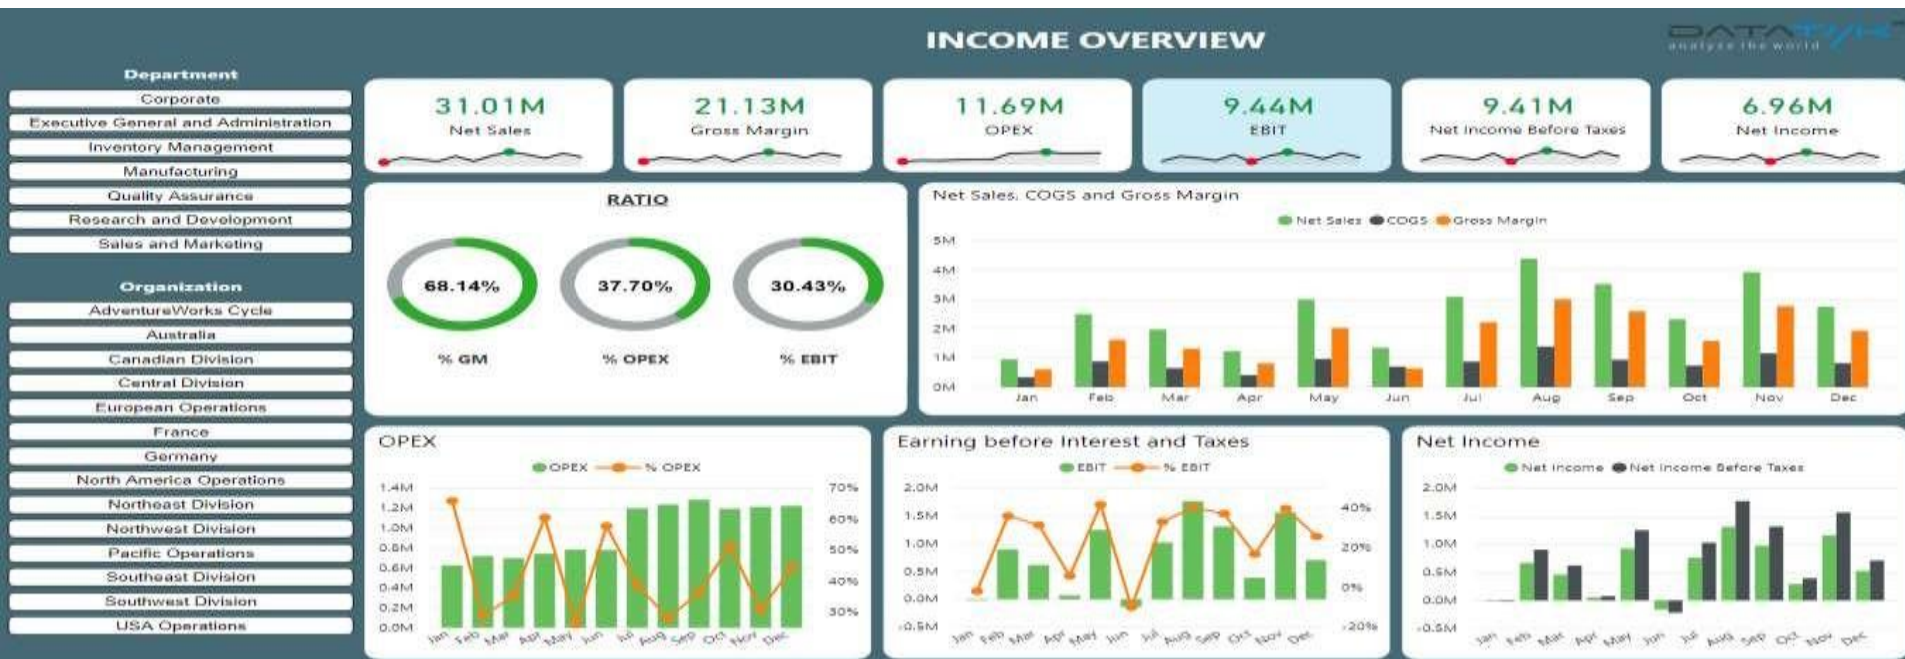 INCOME OVERVIEW
analyze the world
Department
Corporate
Executive General and Administration
Inventory Management
Manufacturing
Quality Assurance
Research and Development
Sales and Marketing
Organization
AdventureWorks Cycle
Australia
Canadian Division
Central Division
European Operations
France
Germany
North America Operations
Northeast Division
Northwest Division
Pacific Operations
Southeast Division
Southwest Division
USA Operations
31.01M
Net Sales
21.13M
Gross Margin
11.69M
OPEX
9.44M
EBIT
9.41M
Net Income Before Taxes
6.96M
Net Income
RATIO
68.14%
37.70%
30.43%
% GM
% OPEX
% EBIT
Net Sales, COGS and Gross Margin
Net Sales COGS Gross Margin
5M
4M
3M
2M
1M
0M
Jan Feb Mar Apr May Jun Jul Aug Sep Oct Nov Dec
OPEX
OPEX % OPEX
1.4M 70%
1.2M 60%
1.0M
0.8M 50%
0.6M
0.4M 40%
0.2M 30%
0.0M
Jan Feb Mar Apr May Jun Jul Aug Sep Oct Nov Dec
Earning before Interest and Taxes
EBIT % EBIT
2.0M
1.5M 40%
1.0M 20%
0.5M
0.0M 0%
-0.5M -20%
Jan Feb Mar Apr May Jun Jul Aug Sep Oct Nov Dec
Net Income
Net Income Net Income Before Taxes
2.0M
1.5M
1.0M
0.5M
0.0M
-0.5M
Jan Feb Mar Apr May Jun Jul Aug Sep Oct Nov Dec